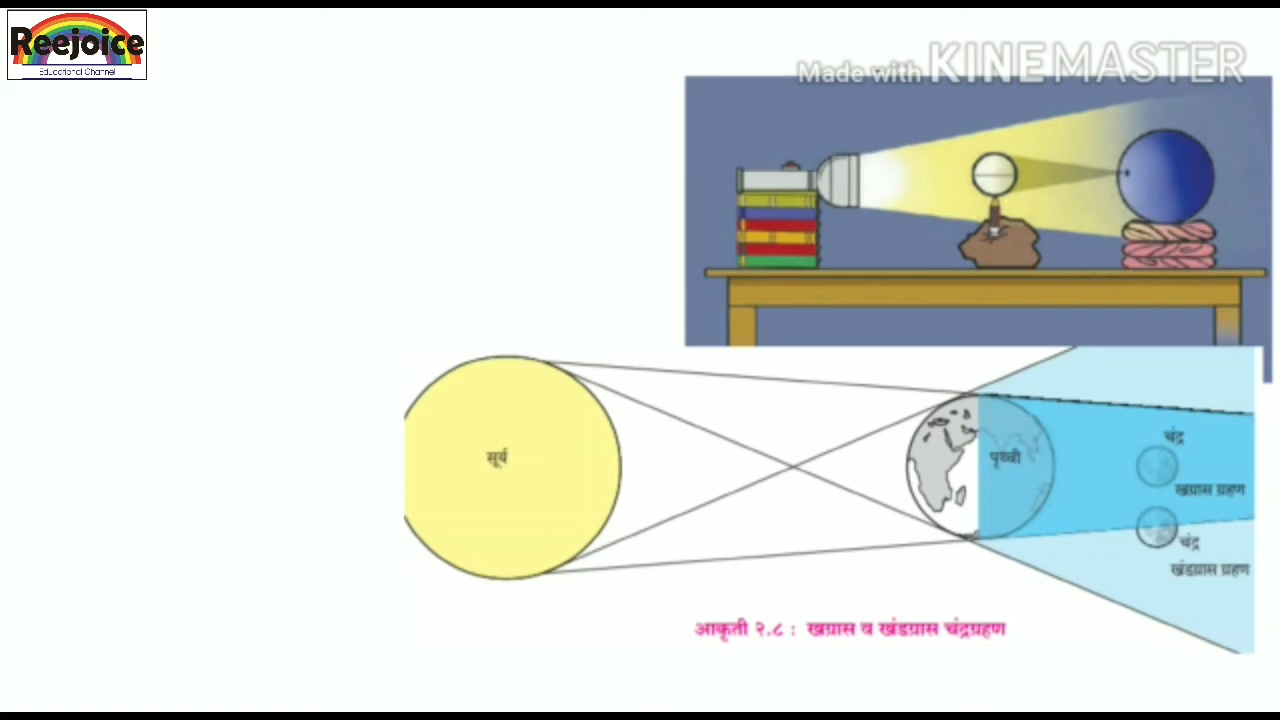 Reejoice
Educational Channel
Made with KINEMASTER
सूर्य
पृथ्वी
चंद्र
खग्रास ग्रहण
चंद्र
खंडग्रास ग्रहण
आकृती २.८ : खग्रास व खंडग्रास चंद्रग्रहण